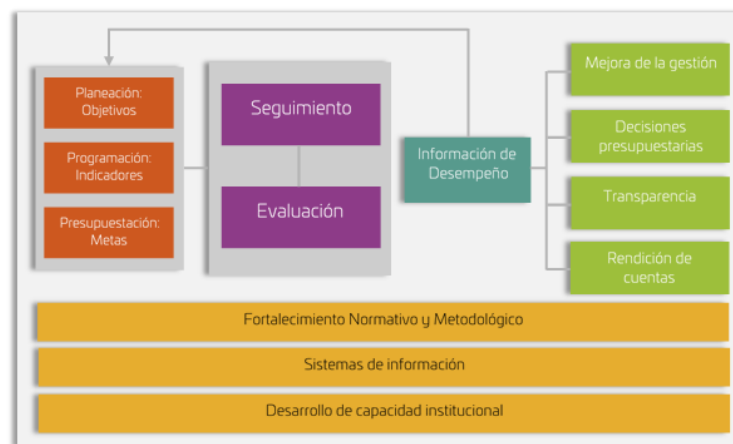 Planeación:
Objetivos
Programación:
Indicadores
Presupuestación:
Metas
Seguimiento
Evaluación
Información de
Desempeño
Mejora de la gestión
Decisiones
presupuestarias
Transparencia
Rendición de
cuentas
Fortalecimiento Normativo y Metodológico
Sistemas de información
Desarrollo de capacidad institucional